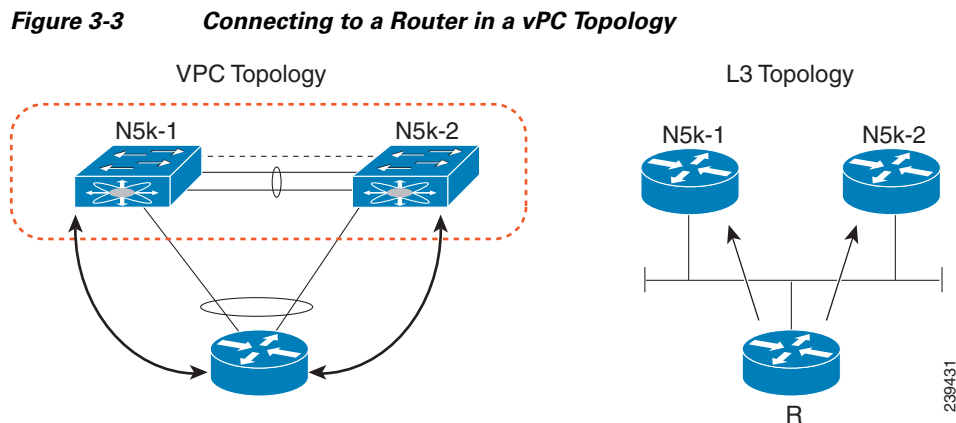 Figure 3-3 Connecting to a Router in a vPC Topology
VPC Topology
N5k-1
N5k-2
L3 Topology
N5k-1
N5k-2
R
239431